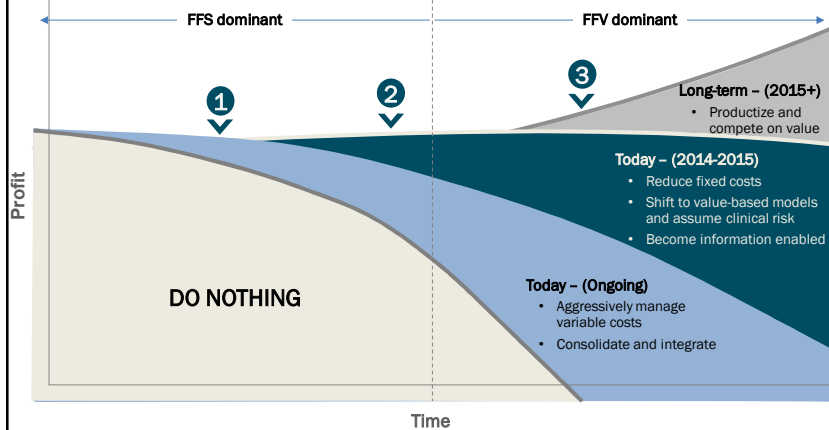 FFS dominant
FFV dominant
1
2
3
Long-term – (2015+)
• Productize and
compete on value
Today – (2014-2015)
• Reduce fixed costs
• Shift to value-based models
and assume clinical risk
• Become information enabled
Today – (Ongoing)
• Aggressively manage
variable costs
• Consolidate and integrate
DO NOTHING
Profit
Time